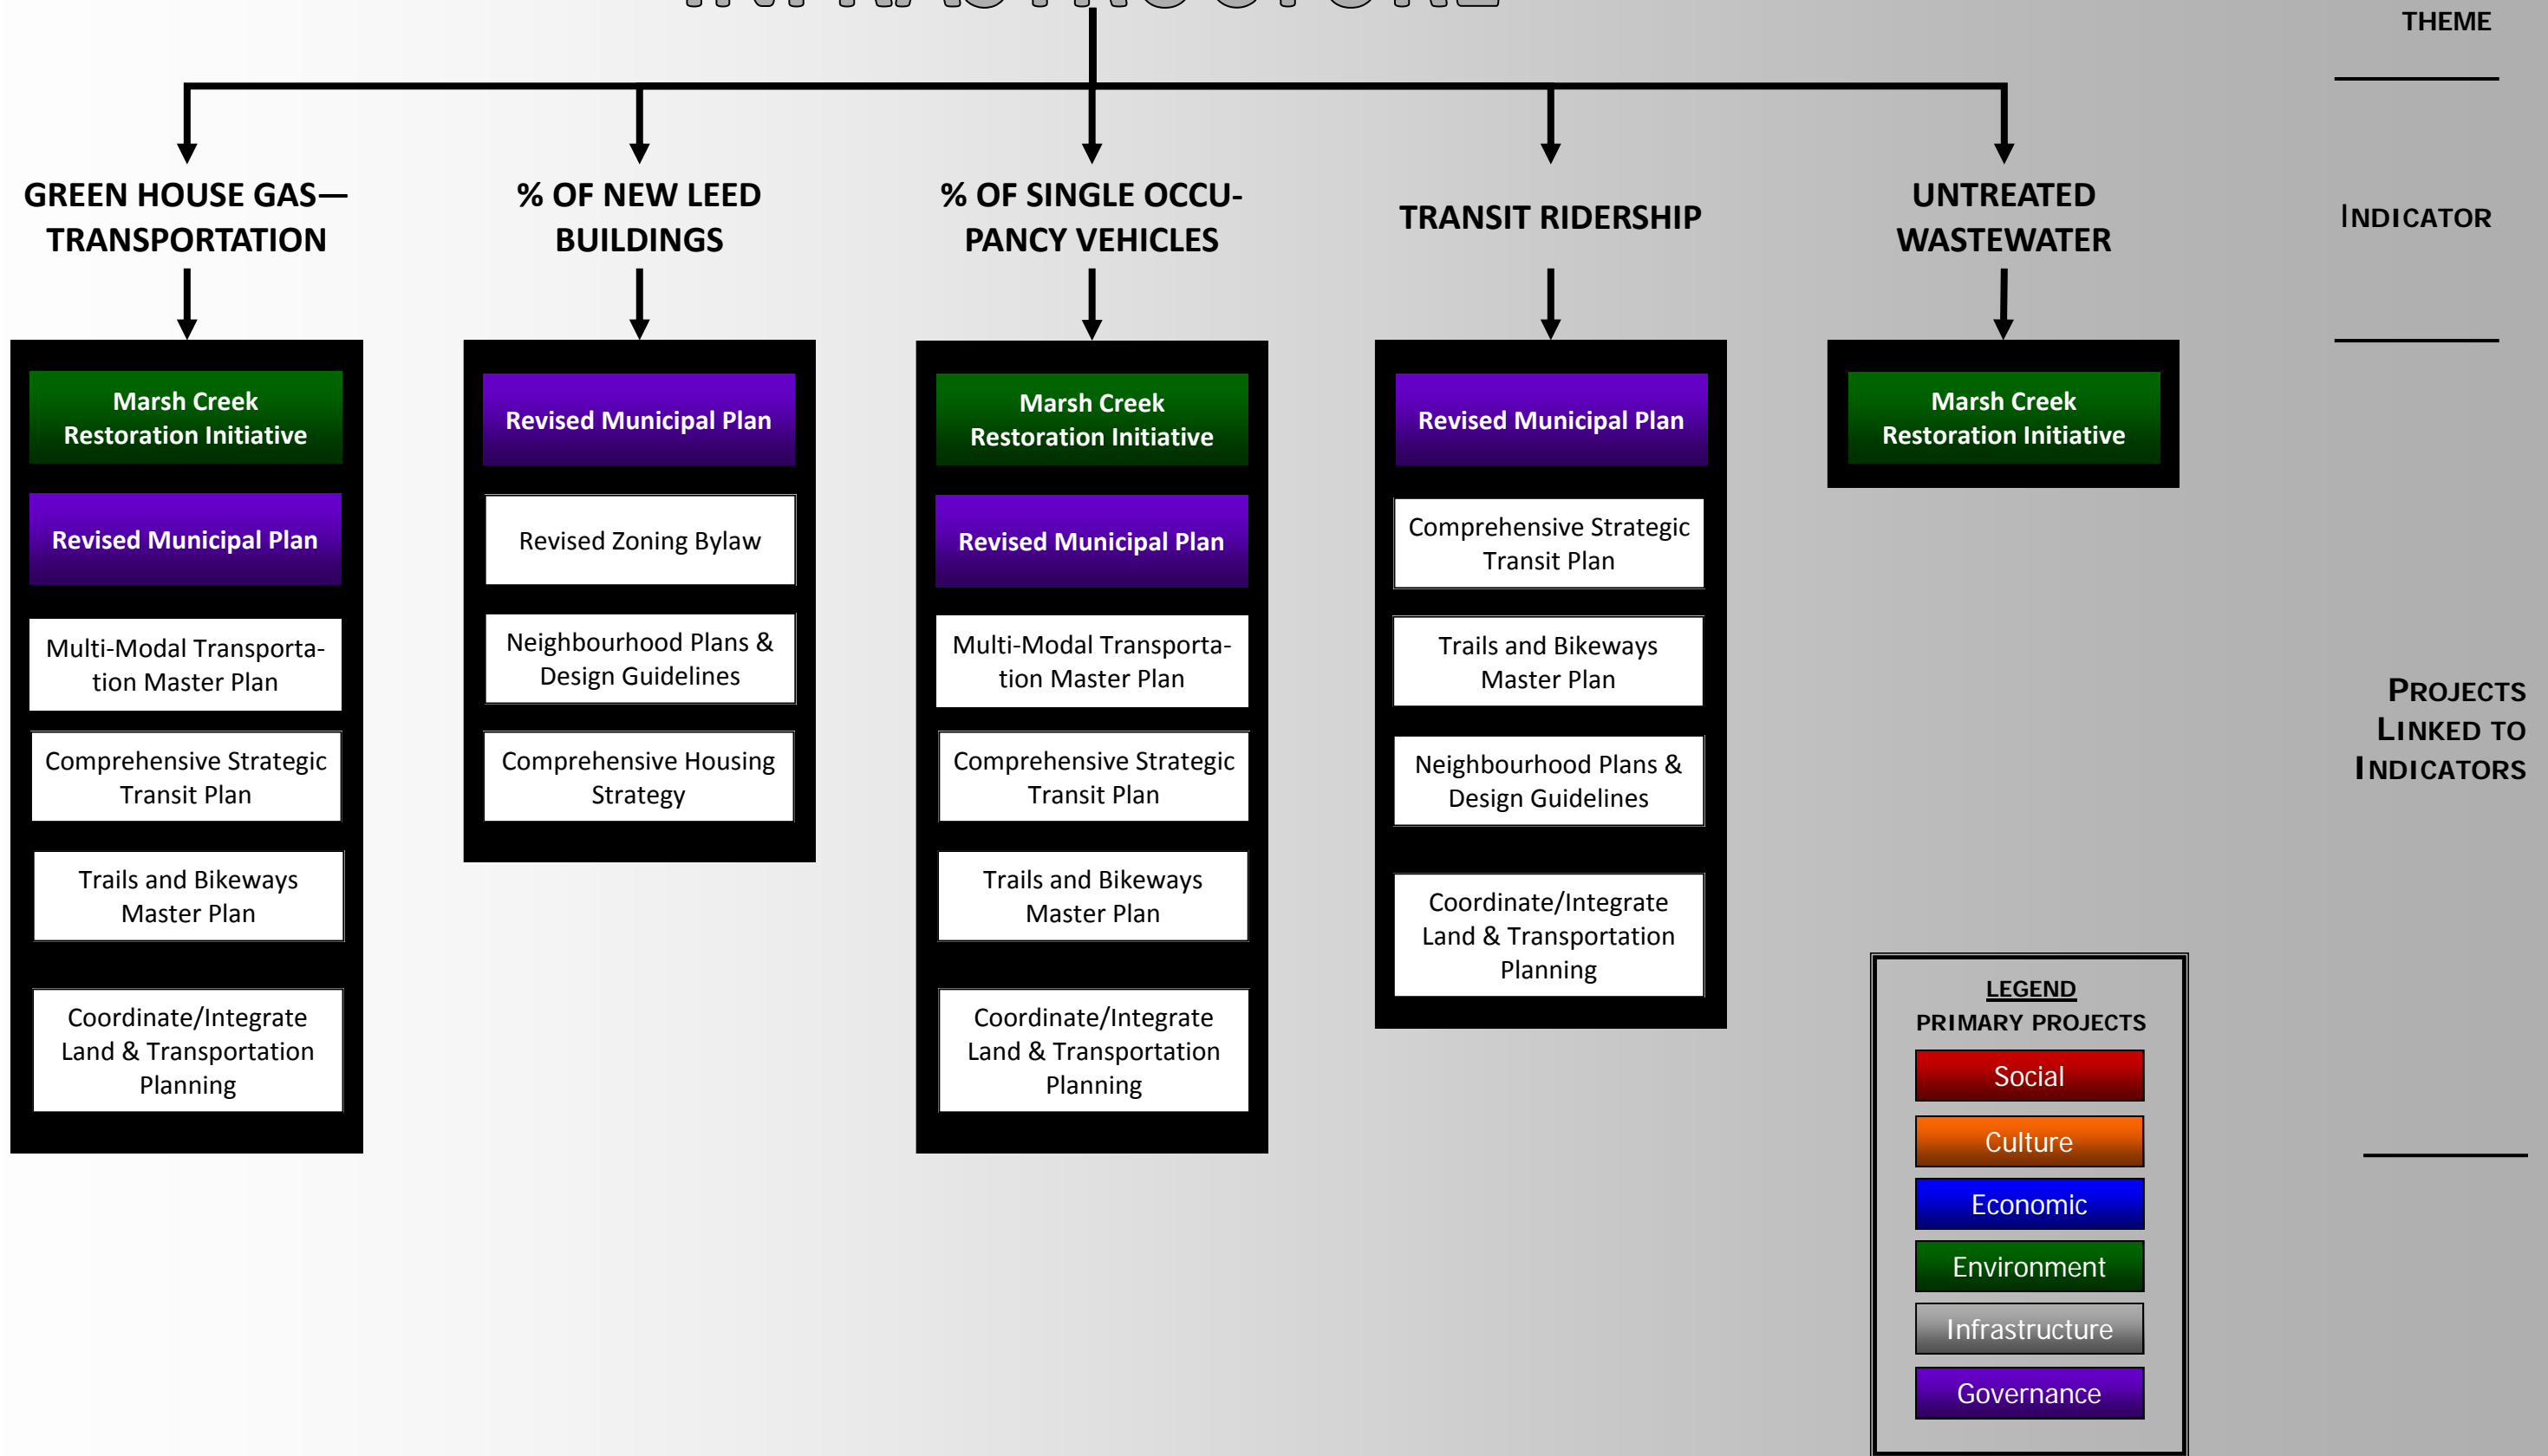 INFRASTRUCTURE
THEME
GREEN HOUSE GAS—
TRANSPORTATION
% OF NEW LEED
BUILDINGS
% OF SINGLE OCCU-
PANCY VEHICLES
TRANSIT RIDERSHIP
UNTREATED
WASTEWATER
INDICATOR
Marsh Creek
Restoration Initiative
Revised Municipal Plan
Multi-Modal Transporta-
tion Master Plan
Comprehensive Strategic
Transit Plan
Trails and Bikeways
Master Plan
Coordinate/Integrate
Land & Transportation
Planning
Revised Municipal Plan
Revised Zoning Bylaw
Neighbourhood Plans &
Design Guidelines
Comprehensive Housing
Strategy
Marsh Creek
Restoration Initiative
Revised Municipal Plan
Multi-Modal Transporta-
tion Master Plan
Comprehensive Strategic
Transit Plan
Trails and Bikeways
Master Plan
Coordinate/Integrate
Land & Transportation
Planning
Revised Municipal Plan
Comprehensive Strategic
Transit Plan
Trails and Bikeways
Master Plan
Neighbourhood Plans &
Design Guidelines
Coordinate/Integrate
Land & Transportation
Planning
Marsh Creek
Restoration Initiative
PROJECTS
LINKED TO
INDICATORS
LEGEND
PRIMARY PROJECTS
Social
Culture
Economic
Environment
Infrastructure
Governance